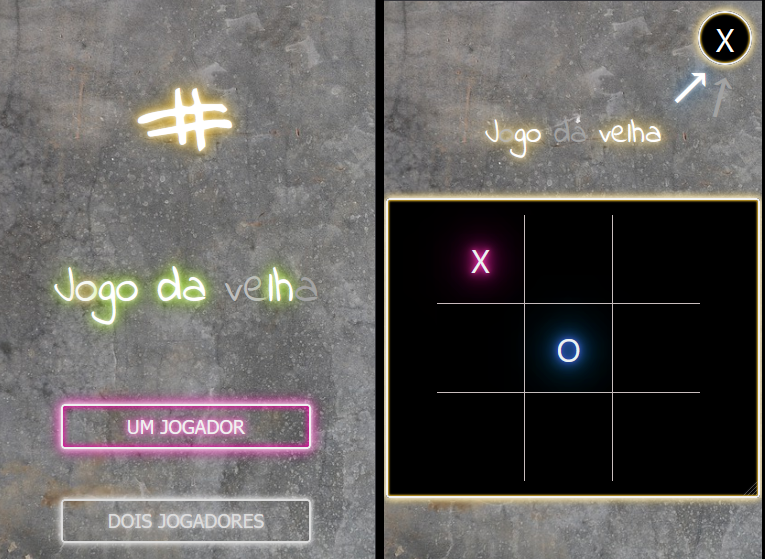 #
Jogo da velha
UM JOGADOR
DOIS JOGADORES
X
Jogo da velha
X
O